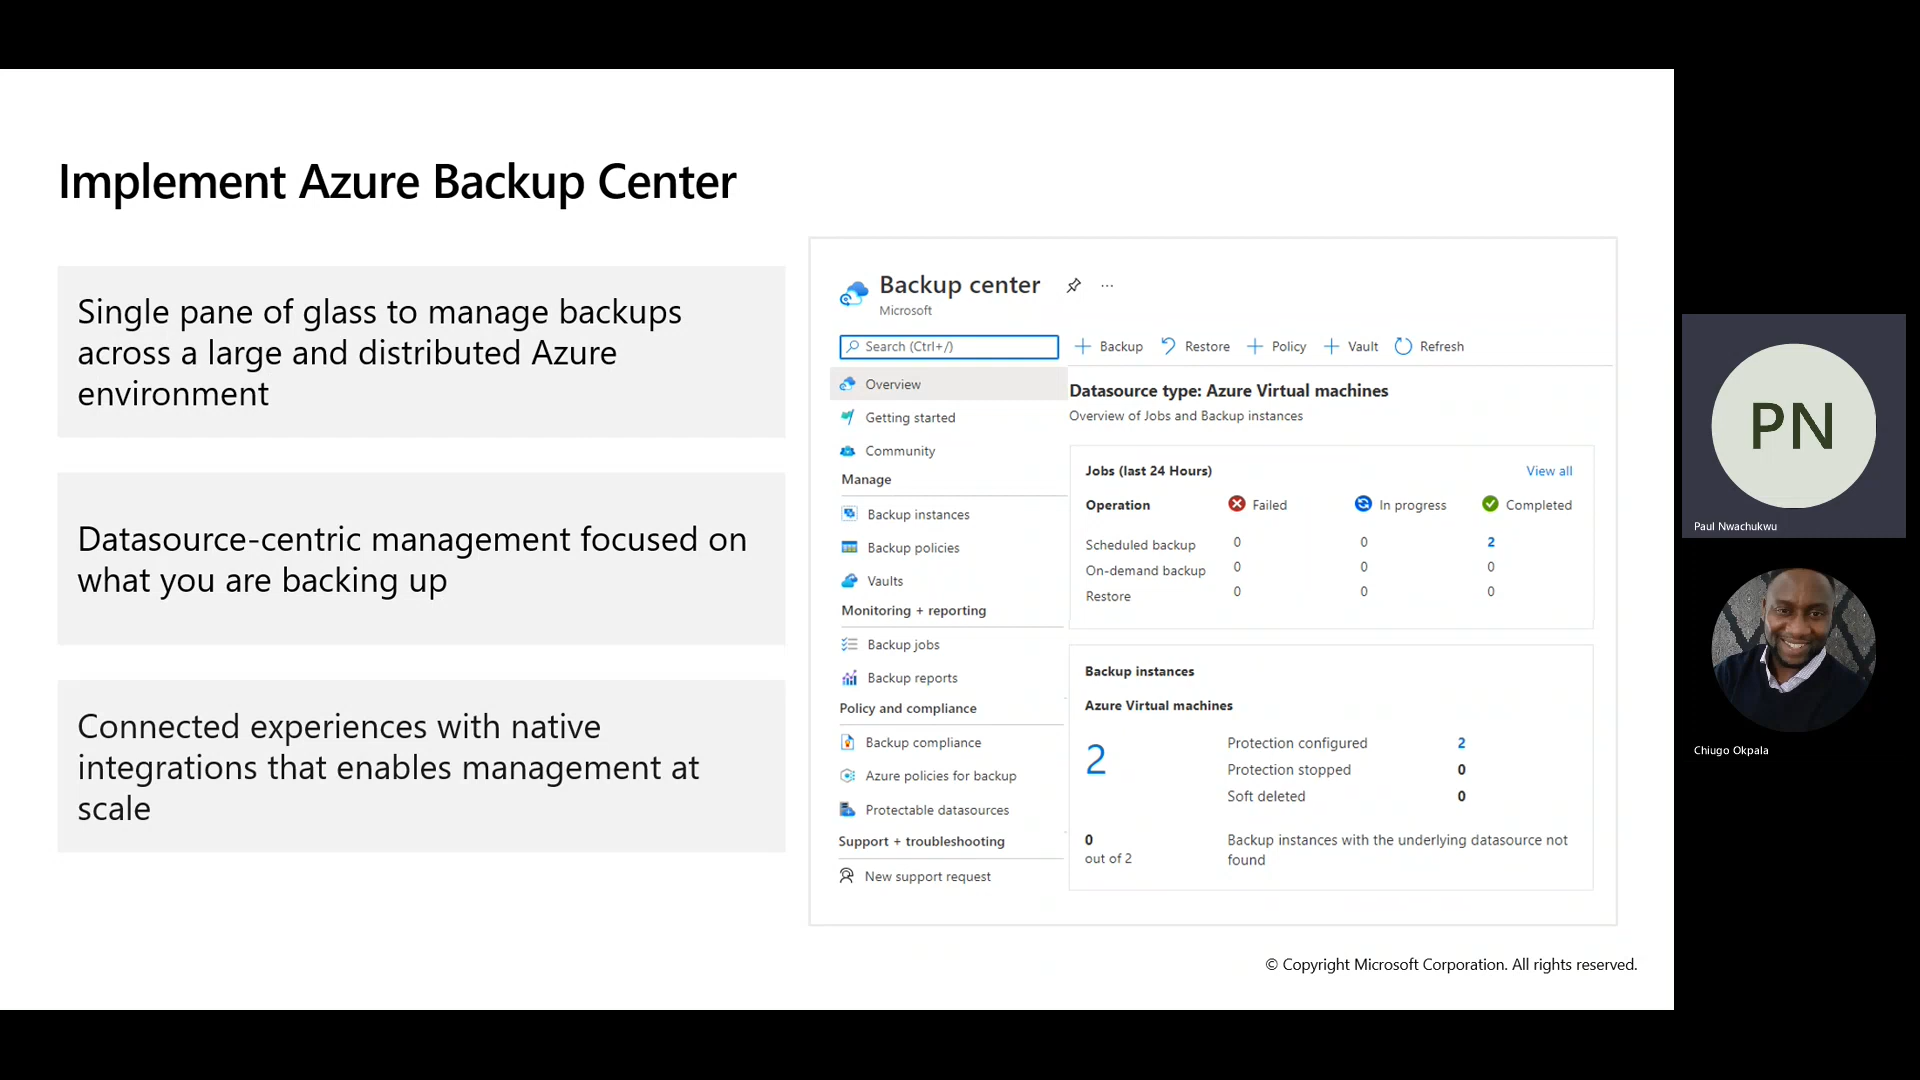 Implement Azure Backup Center
Single pane of glass to manage backups
across a large and distributed Azure
environment
Datasource-centric management focused on
what you are backing up
Connected experiences with native
integrations that enables management at
scale
Backup center
...
Microsoft
Search (Ctrl+/)
Backup Restore Policy Vault Refresh
Overview
Getting started
Community
Manage
Backup instances
Backup policies
Vaults
Monitoring + reporting
Backup jobs
Backup reports
Policy and compliance
Backup compliance
Azure policies for backup
Protectable datasources
Support + troubleshooting
New support request
Datasource type: Azure Virtual machines
Overview of Jobs and Backup instances
Jobs (last 24 Hours) View all
Operation Failed In progress Completed
Scheduled backup 0 0 2
On-demand backup 0 0 0
Restore 0 0 0
Backup instances
Azure Virtual machines
2
Protection configured 2
Protection stopped 0
Soft deleted 0
0
out of 2
Backup instances with the underlying datasource not
found
© Copyright Microsoft Corporation. All rights reserved.
PN
Paul Nwachukwu
Chiugo Okpala